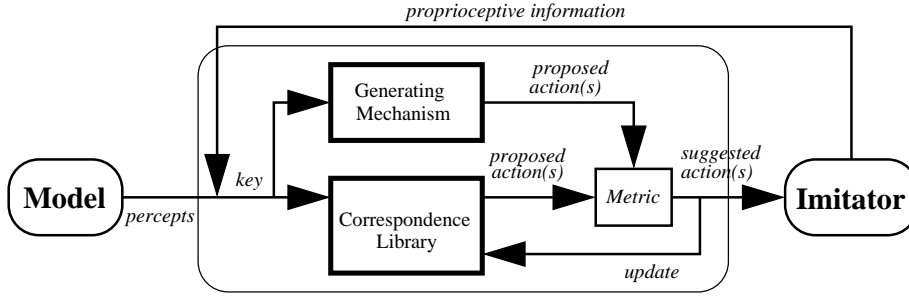 proprioceptive information
Generating
Mechanism
proposed
action(s)
proposed
action(s)
suggested
action(s)
key
Model
percepts
Correspondence
Library
Metric
Imitator
update